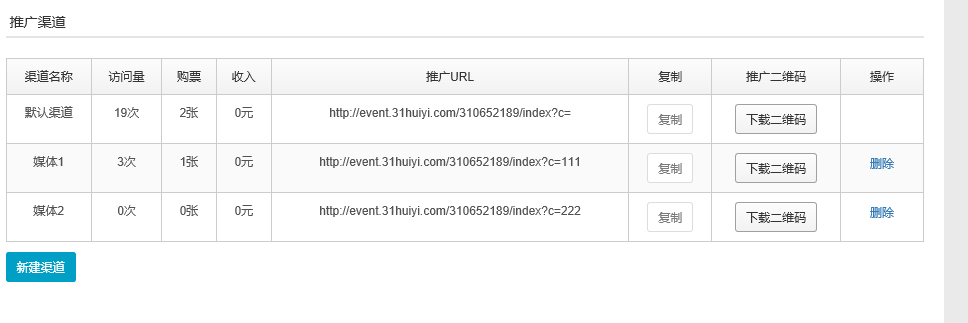 推广渠道
渠道名称 访问量 购票 收入 推广URL 复制 推广二维码 操作
默认渠道 19次 2张 0元 http://event.31huiyi.com/310652189/index?c= 复制 下载二维码
媒体1 3次 1张 0元 http://event.31huiyi.com/310652189/index?c=111 复制 下载二维码 删除
媒体2 0次 0张 0元 http://event.31huiyi.com/310652189/index?c=222 复制 下载二维码 删除
新建渠道